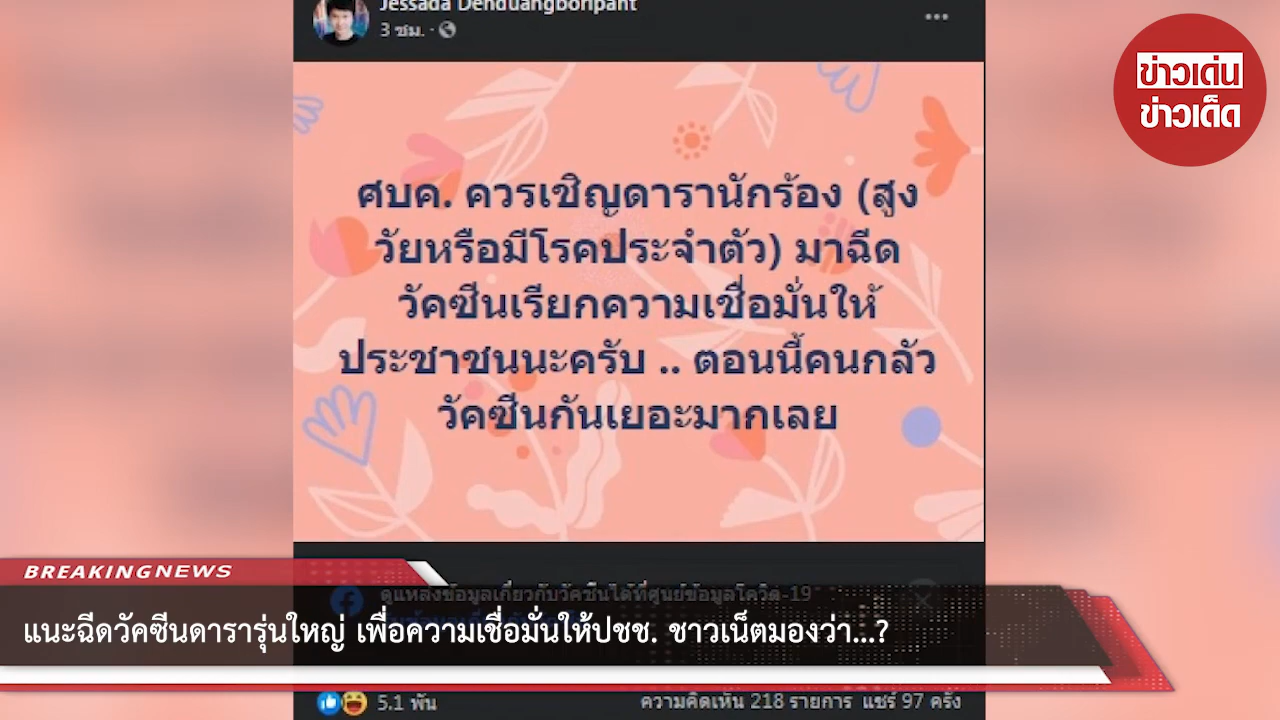 Jessada Denduangboripant
3 ชม. ·
ข่าวเด่น
ข่าวเด็ด
ศบค. ควรเชิญดารานักร้อง (สูง
วัยหรือมีโรคประจำตัว) มาฉีด
วัคซีนเรียกความเชื่อมั่นให้
ประชาชนนะครับ .. ตอนนี้คนกลัว
วัคซีนกันเยอะมากเลย
BREAKINGNEWS
ดูแหล่งข้อมูลเกี่ยวกับวัคซีนได้ที่ศูนย์ข้อมูลโควิด-19
แนะฉีดวัคซีนดารารุ่นใหญ่ เพื่อความเชื่อมั่นให้ปชช. ชาวเน็ตมองว่า...?
5.1 พัน
ความคิดเห็น 218 รายการ แชร์ 97 ครั้ง